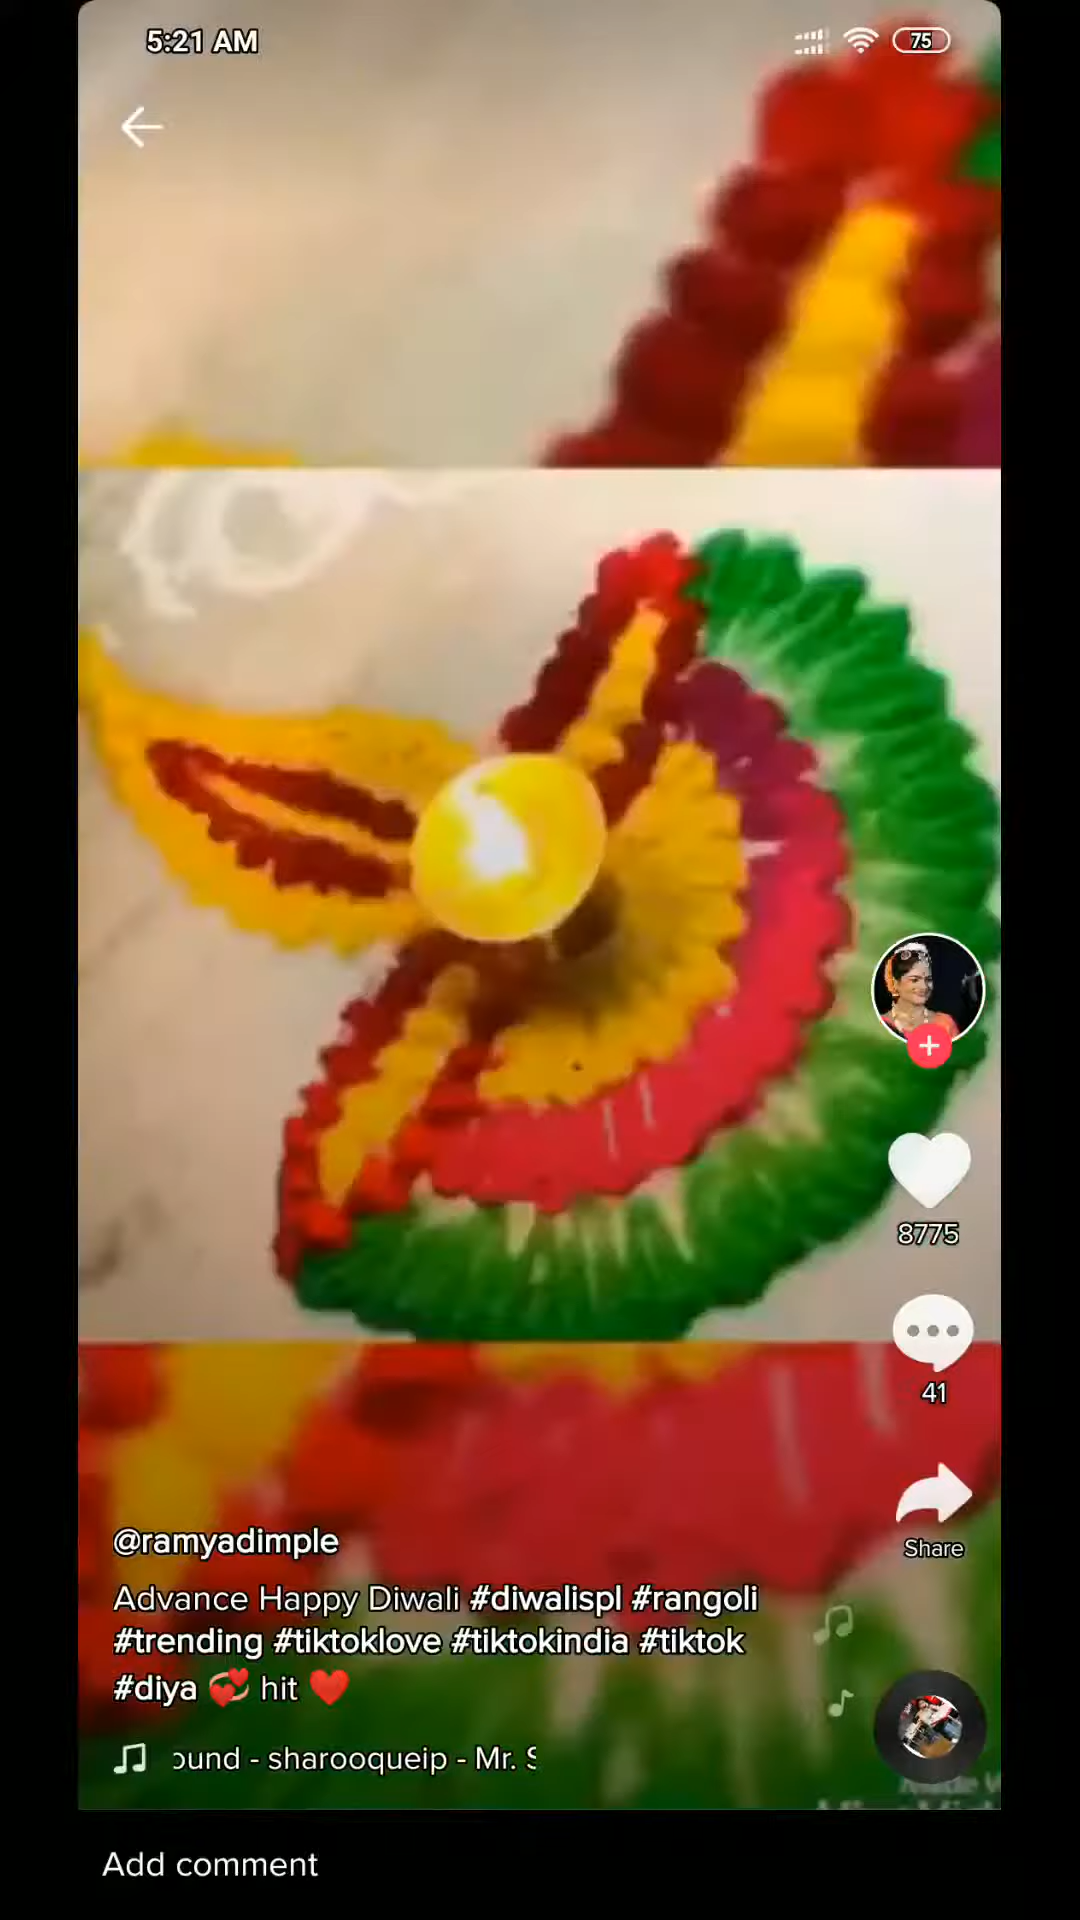 5:21 AM
75
8775
41
Share
@ramyadimple
Advance Happy Diwali #diwalispl #rangoli
#trending #tiktoklove #tiktokindia #tiktok
#diya 💞 hit ❤️
ound - sharooqueip - Mr. S
Add comment